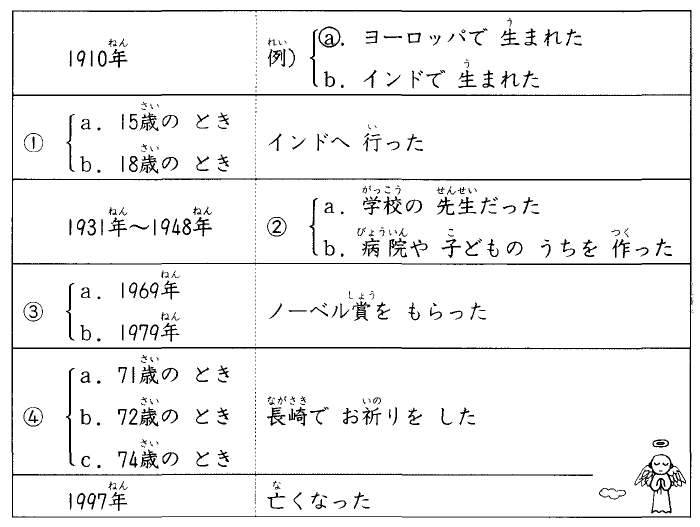 1910年 例) ⓐ. ヨーロッパで 生まれた
b. インドで 生まれた
① a. 15歳の とき
b. 18歳の とき
インドへ 行った
1931年～1948年 ② a. 学校の 先生だった
b. 病院や 子どもの うちを 作った
③ a. 1969年
b. 1979年
ノーベル賞を もらった
④ a. 71歳の とき
b. 72歳の とき
c. 74歳の とき
長崎で お祈りを した
1997年 亡くなった